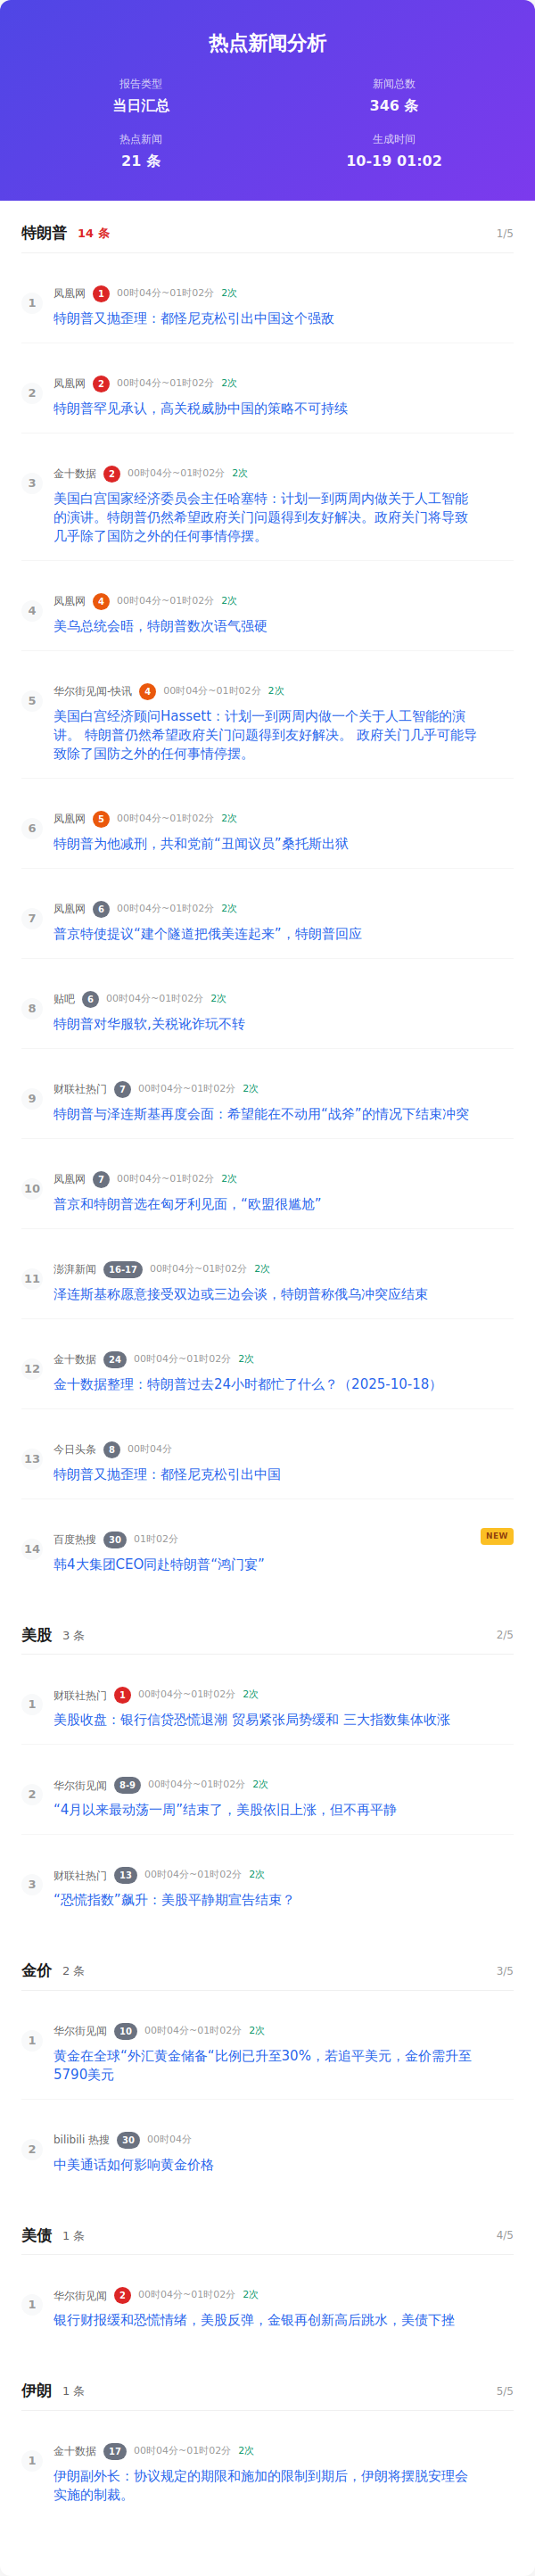 热点新闻分析
报告类型
当日汇总
新闻总数
346 条
热点新闻
21 条
生成时间
10-19 01:02
特朗普 14 条 1/5
1
凤凰网 1 00时04分~01时02分 2次
特朗普又抛歪理：都怪尼克松引出中国这个强敌
2
凤凰网 2 00时04分~01时02分 2次
特朗普罕见承认，高关税威胁中国的策略不可持续
3
金十数据 2 00时04分~01时02分 2次
美国白宫国家经济委员会主任哈塞特：计划一到两周内做关于人工智能
的演讲。特朗普仍然希望政府关门问题得到友好解决。政府关门将导致
几乎除了国防之外的任何事情停摆。
4
凤凰网 4 00时04分~01时02分 2次
美乌总统会晤，特朗普数次语气强硬
5
华尔街见闻-快讯 4 00时04分~01时02分 2次
美国白宫经济顾问Hassett：计划一到两周内做一个关于人工智能的演
讲。 特朗普仍然希望政府关门问题得到友好解决。 政府关门几乎可能导
致除了国防之外的任何事情停摆。
6
凤凰网 5 00时04分~01时02分 2次
特朗普为他减刑，共和党前“丑闻议员”桑托斯出狱
7
凤凰网 6 00时04分~01时02分 2次
普京特使提议“建个隧道把俄美连起来”，特朗普回应
8
贴吧 6 00时04分~01时02分 2次
特朗普对华服软,关税讹诈玩不转
9
财联社热门 7 00时04分~01时02分 2次
特朗普与泽连斯基再度会面：希望能在不动用“战斧”的情况下结束冲突
10
凤凰网 7 00时04分~01时02分 2次
普京和特朗普选在匈牙利见面，“欧盟很尴尬”
11
澎湃新闻 16-17 00时04分~01时02分 2次
泽连斯基称愿意接受双边或三边会谈，特朗普称俄乌冲突应结束
12
金十数据 24 00时04分~01时02分 2次
金十数据整理：特朗普过去24小时都忙了什么？（2025-10-18）
13
今日头条 8 00时04分
特朗普又抛歪理：都怪尼克松引出中国
14
百度热搜 30 01时02分 NEW
韩4大集团CEO同赴特朗普“鸿门宴”
美股 3 条 2/5
1
财联社热门 1 00时04分~01时02分 2次
美股收盘：银行信贷恐慌退潮 贸易紧张局势缓和 三大指数集体收涨
2
华尔街见闻 8-9 00时04分~01时02分 2次
“4月以来最动荡一周”结束了，美股依旧上涨，但不再平静
3
财联社热门 13 00时04分~01时02分 2次
“恐慌指数”飙升：美股平静期宣告结束？
金价 2 条 3/5
1
华尔街见闻 10 00时04分~01时02分 2次
黄金在全球“外汇黄金储备“比例已升至30%，若追平美元，金价需升至
5790美元
2
bilibili 热搜 30 00时04分
中美通话如何影响黄金价格
美债 1 条 4/5
1
华尔街见闻 2 00时04分~01时02分 2次
银行财报缓和恐慌情绪，美股反弹，金银再创新高后跳水，美债下挫
伊朗 1 条 5/5
1
金十数据 17 00时04分~01时02分 2次
伊朗副外长：协议规定的期限和施加的限制到期后，伊朗将摆脱安理会
实施的制裁。